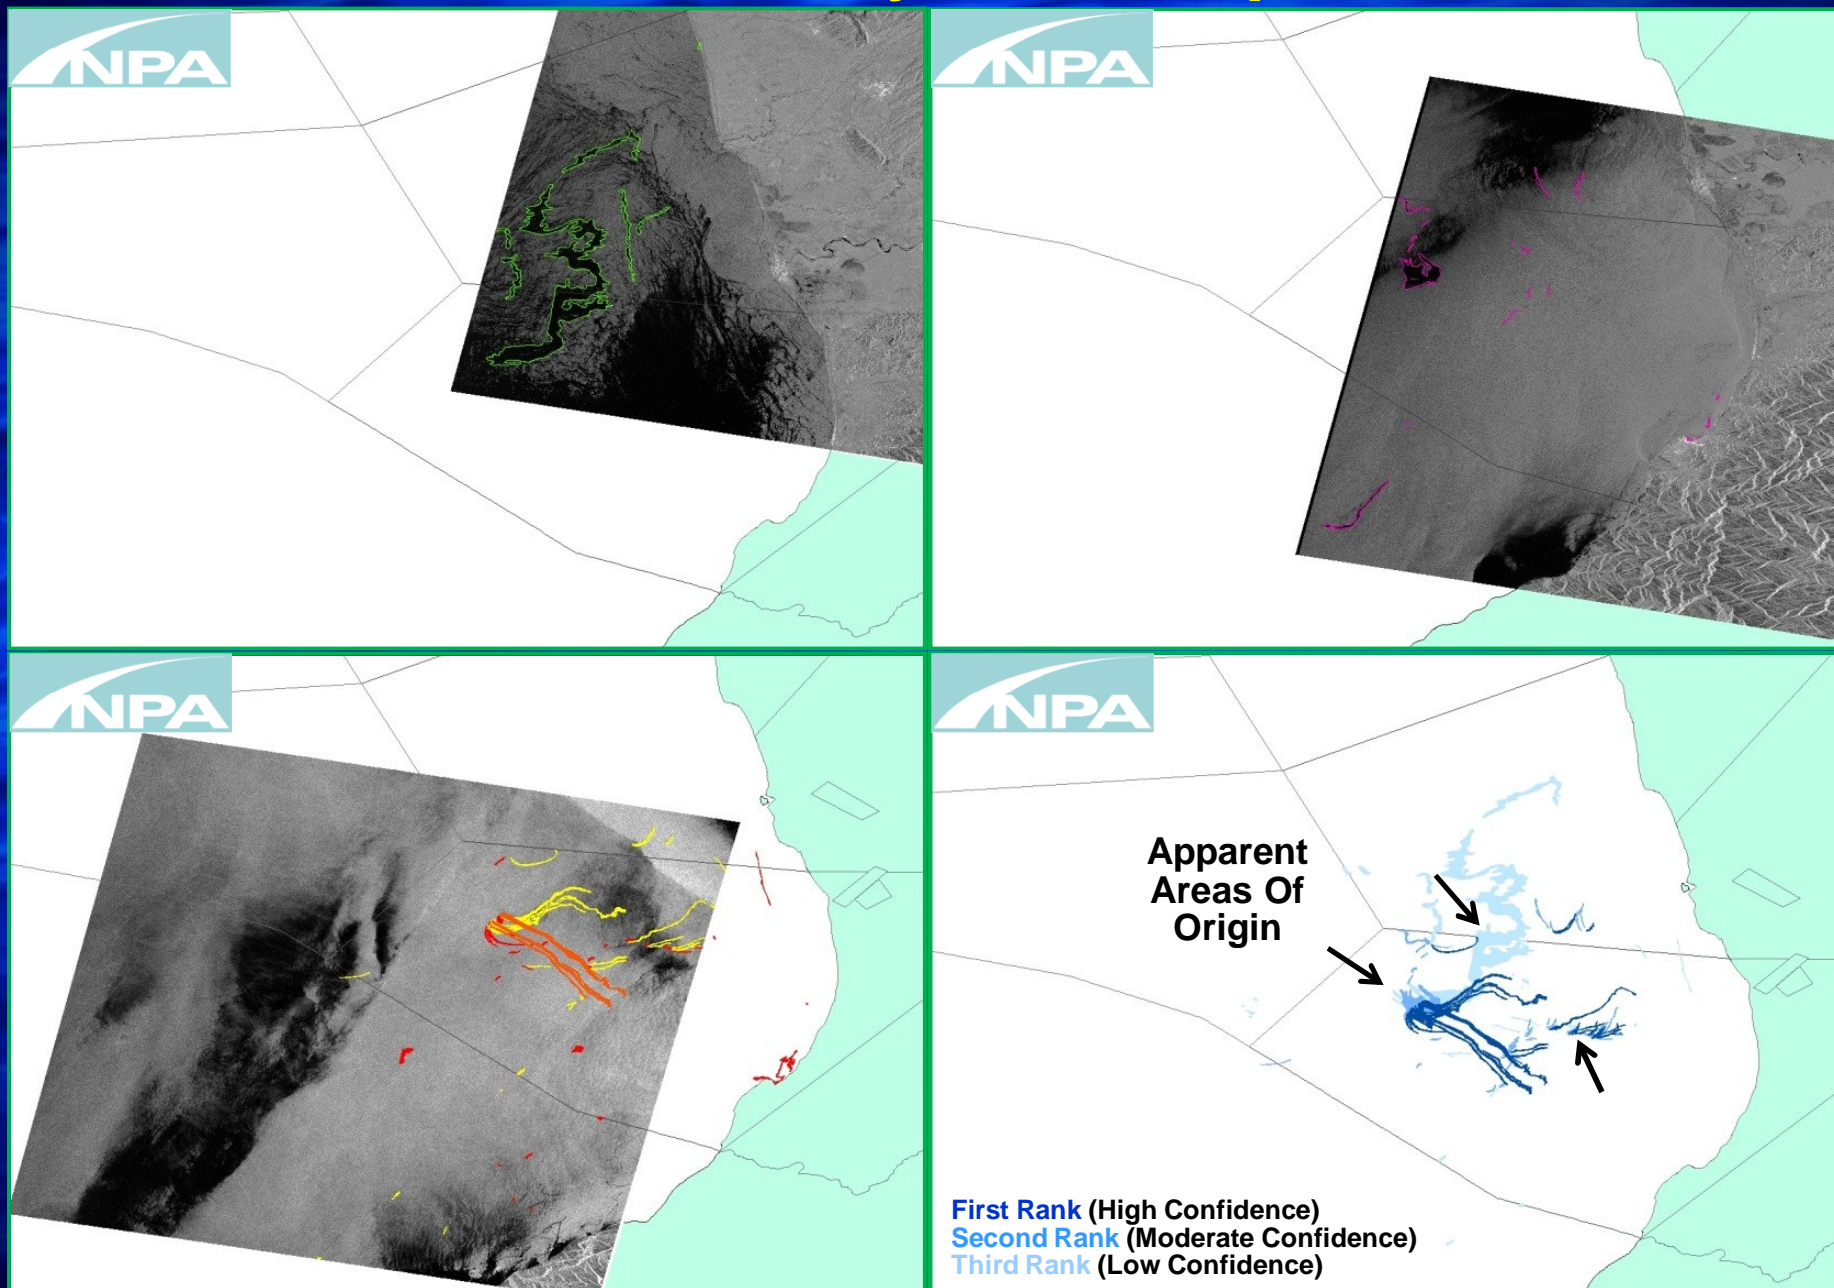 NPA
NPA
NPA
NPA
Apparent
Areas Of
Origin
First Rank (High Confidence)
Second Rank (Moderate Confidence)
Third Rank (Low Confidence)